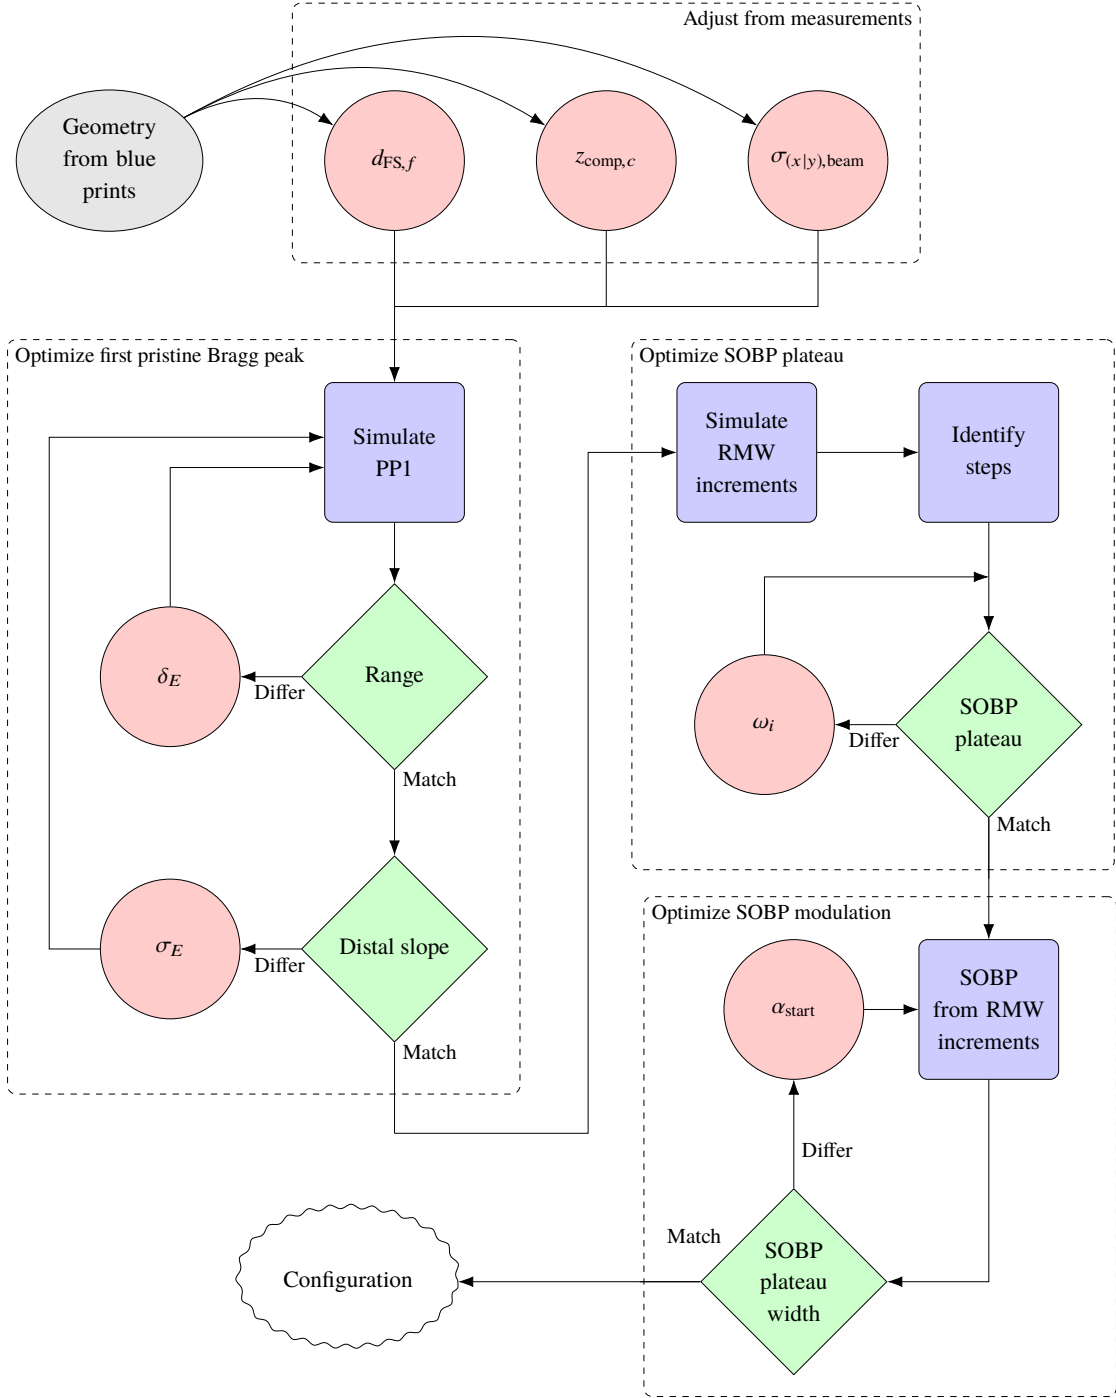 Adjust from measurements
Geometry
from blue
prints
d_FS,f
z_comp,c
σ_(x|y),beam
Optimize first pristine Bragg peak
Simulate
PP1
δ_E
Differ
Range
Match
σ_E
Differ
Distal slope
Match
Optimize SOBP plateau
Simulate
RMW
increments
Identify
steps
ω_i
Differ
SOBP
plateau
Match
Optimize SOBP modulation
α_start
SOBP
from RMW
increments
Differ
Match
SOBP
plateau
width
Configuration